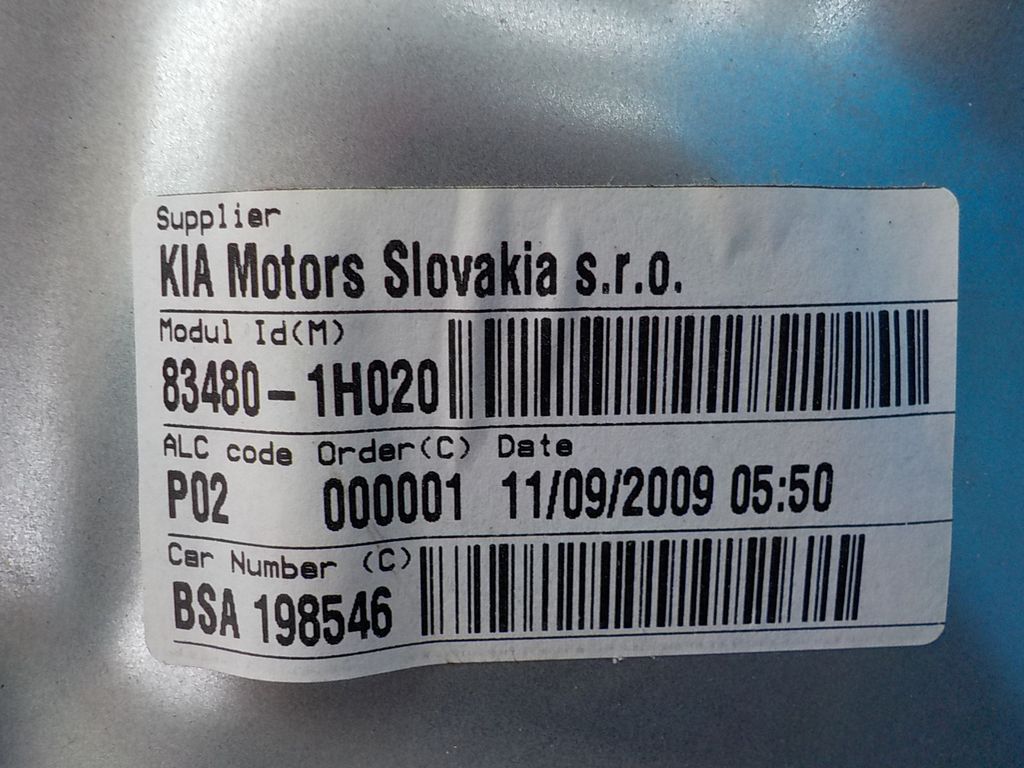 Supplier
KIA Motors Slovakia s.r.o.
Modul Id(M)
83480-1H020
ALC code Order(C) Date
P02 000001 11/09/2009 05:50
Car Number (C)
BSA 198546